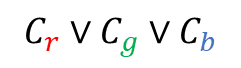 C_r ∨ C_g ∨ C_b